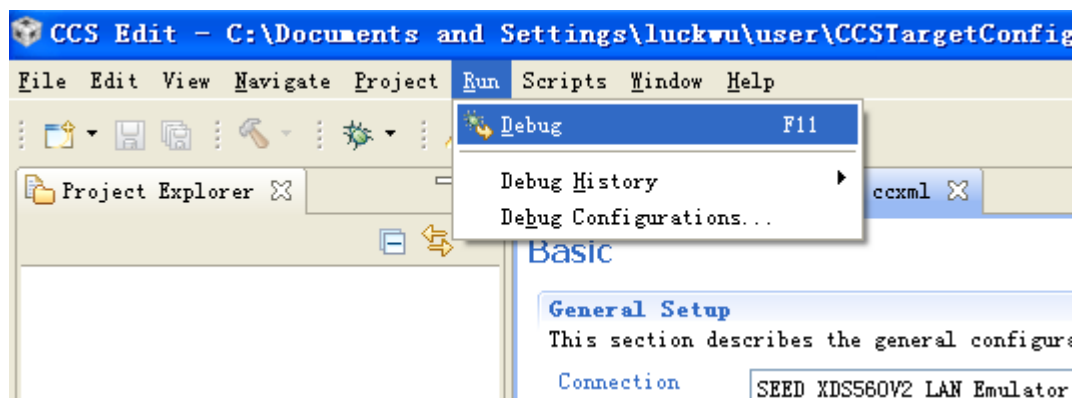 CCS Edit - C:\Documents and Settings\luckwu\user\CCSTargetConfig
File Edit View Navigate Project Run Scripts Window Help
Debug F11
Project Explorer
Debug History
ccxml
Debug Configurations...
Basic
General Setup
This section describes the general configura
Connection
SEED XDS560V2 LAN Emulator